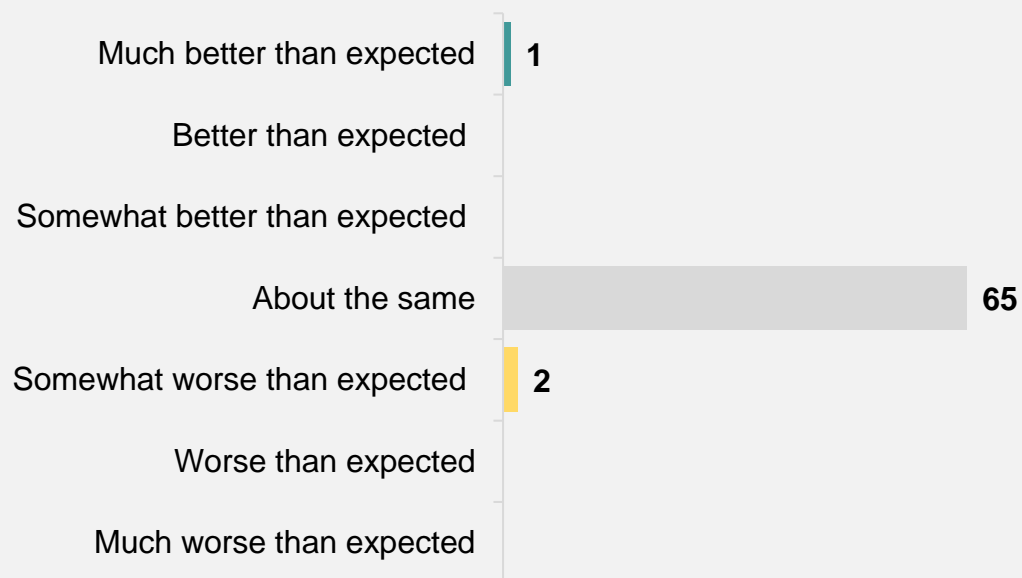 Much better than expected 1
Better than expected
Somewhat better than expected
About the same 65
Somewhat worse than expected 2
Worse than expected
Much worse than expected